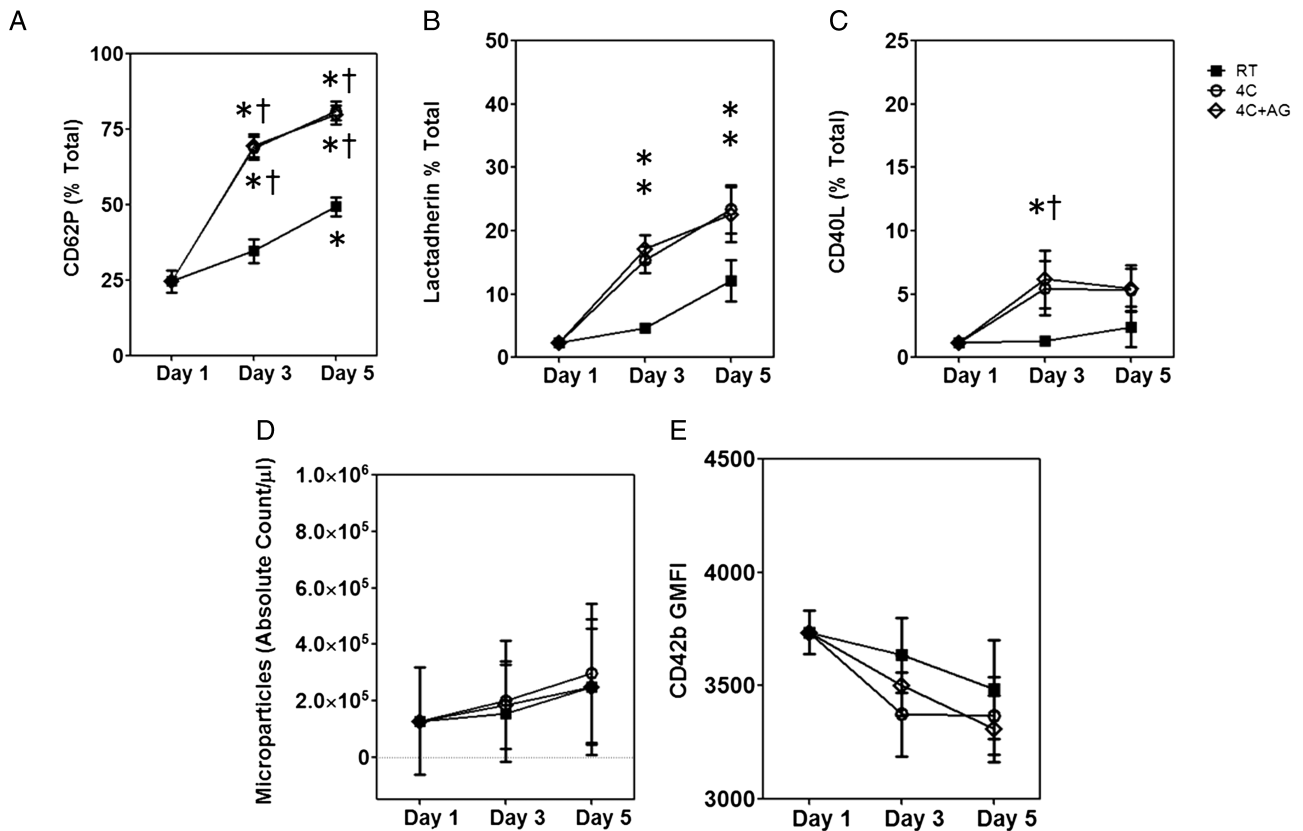 A
CD62P (% Total)
100
75
50
25
0
*†
*†
*†
*†
*
Day 1 Day 3 Day 5
B
Lactadherin % Total
50
40
30
20
10
0
*
*
*
*
Day 1 Day 3 Day 5
C
CD40L (% Total)
25
20
15
10
5
0
*†
Day 1 Day 3 Day 5
RT
4C
4C+AG
D
Microparticles (Absolute Count/µl)
1.0×10⁶
8.0×10⁵
6.0×10⁵
4.0×10⁵
2.0×10⁵
0
Day 1 Day 3 Day 5
E
CD42b GMFI
4500
4000
3500
3000
Day 1 Day 3 Day 5